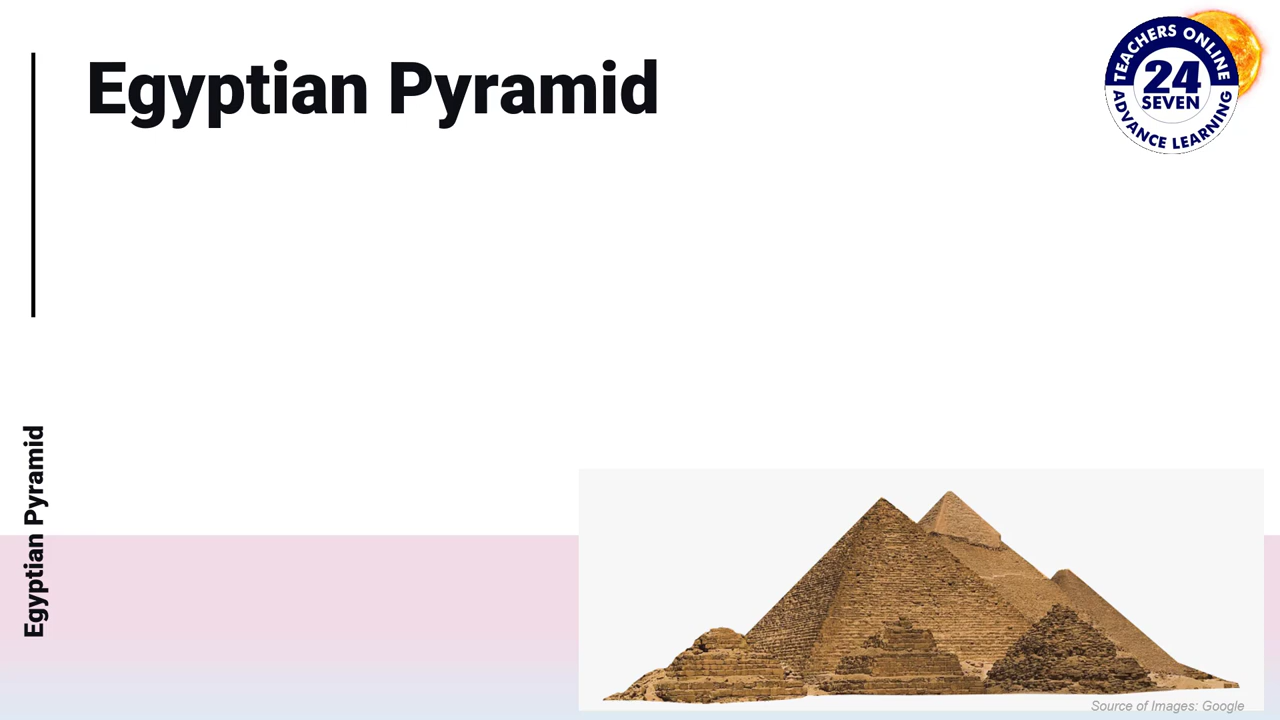 Egyptian Pyramid
TEACHERS ONLINE
24
SEVEN
ADVANCE LEARNING
Egyptian Pyramid
Source of Images: Google